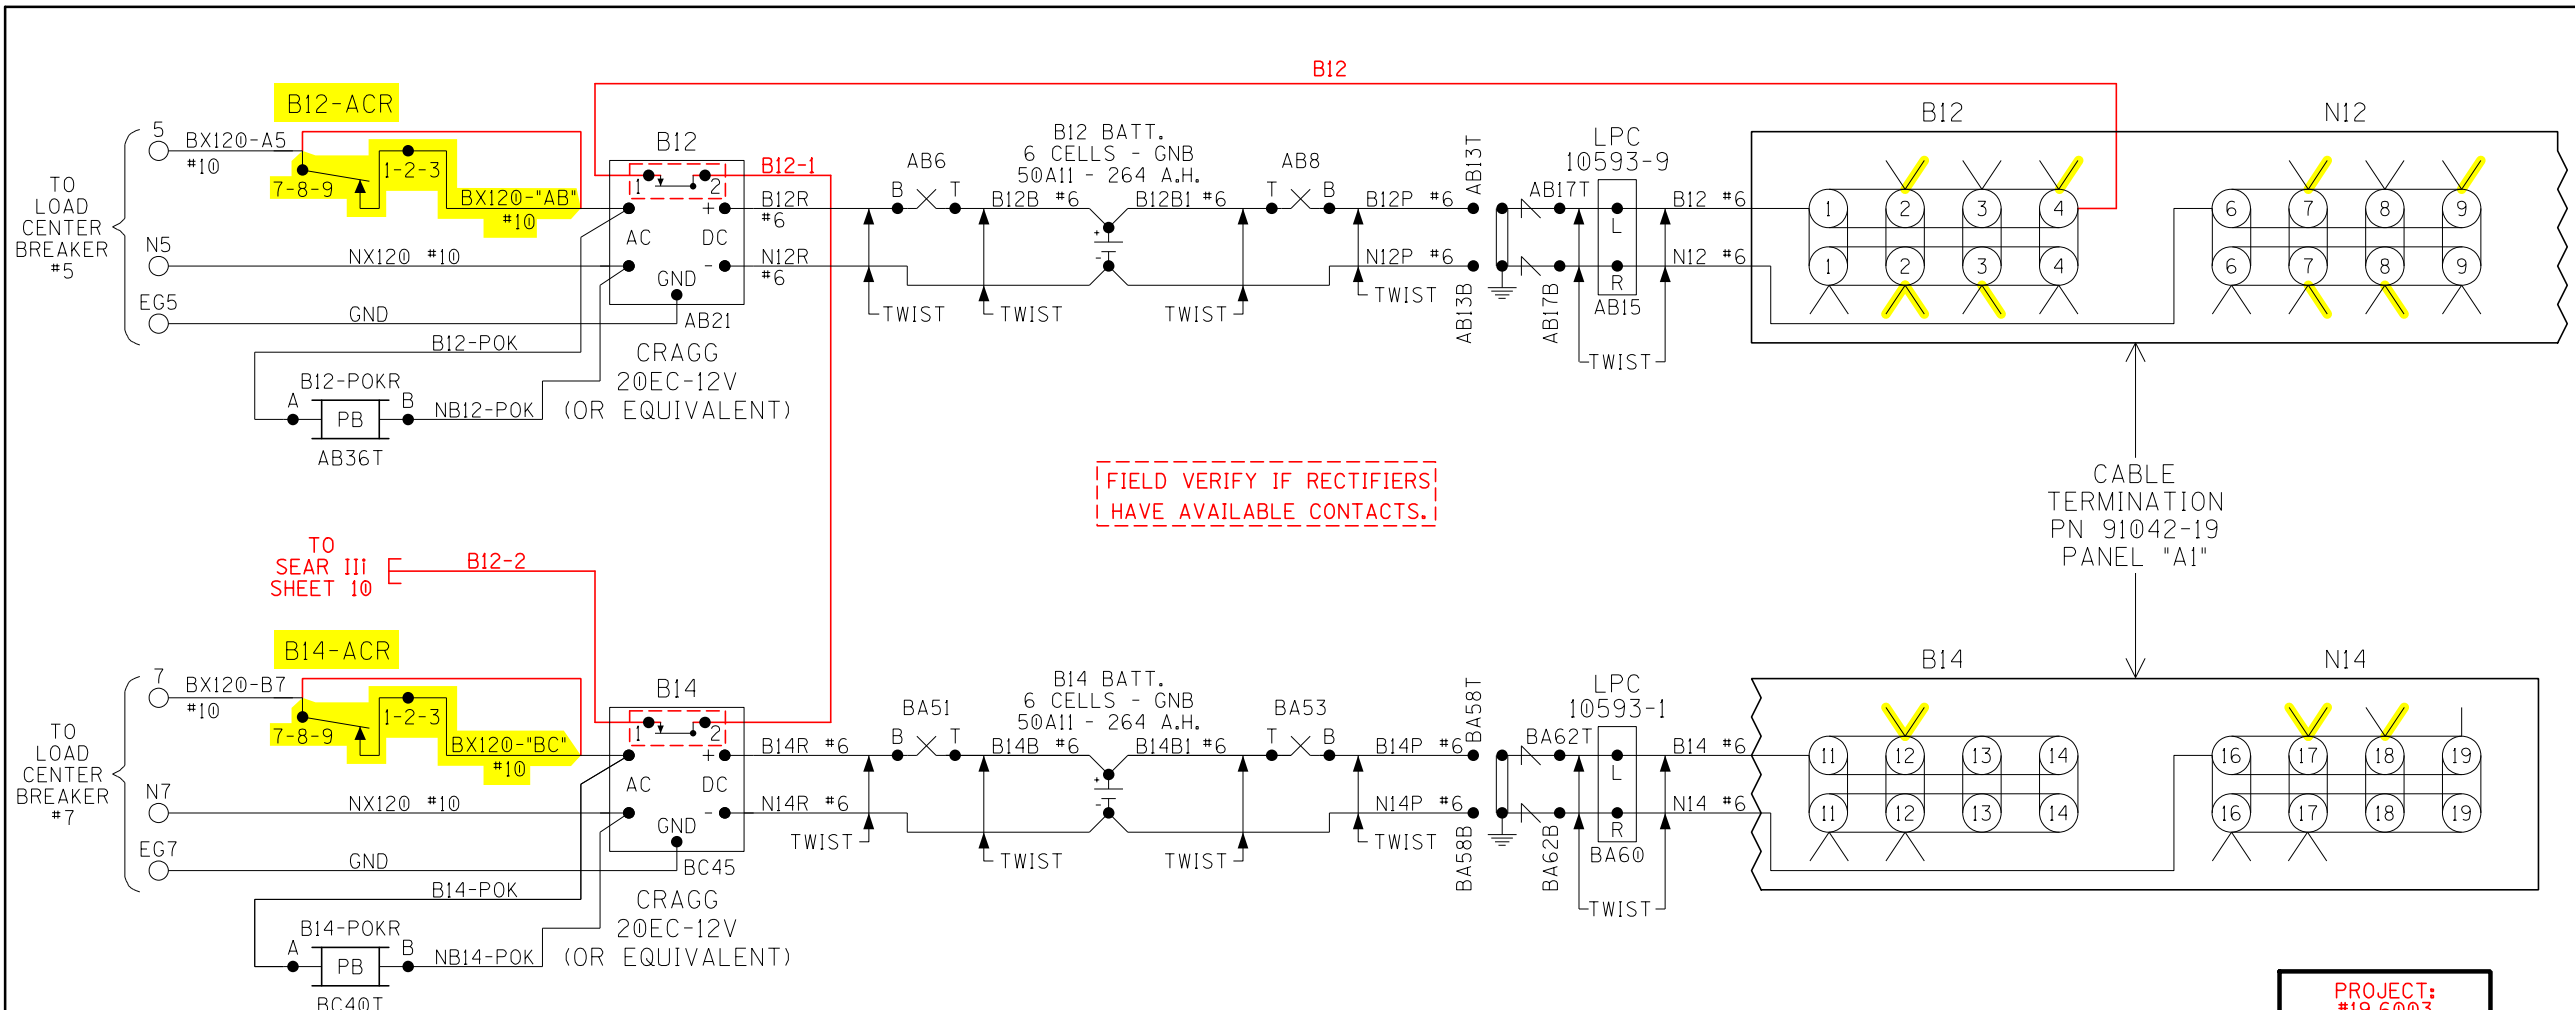 B12
B12-ACR
B12
N12
5
BX120-A5
#10
7-8-9
1-2-3
BX120-"AB"
#10
TO
LOAD
CENTER
BREAKER
#5
N5
NX120 #10
EG5
GND
B12-POK
B12-POKR
A
PB
B
NB12-POK
AB36T
B12
1
2
B12-1
AC
DC
+
-
GND
AB21
CRAGG
20EC-12V
(OR EQUIVALENT)
B12R
#6
N12R
#6
TWIST
AB6
B
T
B12B #6
TWIST
B12 BATT.
6 CELLS - GNB
50A11 - 264 A.H.
+
-
B12B1 #6
TWIST
AB8
T
B
B12P #6
N12P #6
TWIST
AB13T
AB13B
AB17T
AB17B
LPC
10593-9
L
R
AB15
TWIST
B12 #6
N12 #6
1 2 3 4
6 7 8 9
1 2 3 4
6 7 8 9
FIELD VERIFY IF RECTIFIERS
HAVE AVAILABLE CONTACTS.
CABLE
TERMINATION
PN 91042-19
PANEL "A1"
TO
SEAR IIi
SHEET 10
B12-2
B14-ACR
7
BX120-B7
#10
7-8-9
1-2-3
BX120-"BC"
#10
TO
LOAD
CENTER
BREAKER
#7
N7
NX120 #10
EG7
GND
B14-POK
B14-POKR
A
PB
B
NB14-POK
BC40T
B14
1
2
AC
DC
+
-
GND
BC45
CRAGG
20EC-12V
(OR EQUIVALENT)
B14R #6
N14R #6
TWIST
BA51
B
T
B14B #6
TWIST
B14 BATT.
6 CELLS - GNB
50A11 - 264 A.H.
+
-
B14B1 #6
TWIST
BA53
T
B
B14P #6
N14P #6
TWIST
BA58T
BA58B
BA62T
BA62B
LPC
10593-1
L
R
BA60
TWIST
B14 #6
N14 #6
B14
N14
11 12 13 14
16 17 18 19
11 12 13 14
16 17 18 19
PROJECT:
#19.6003